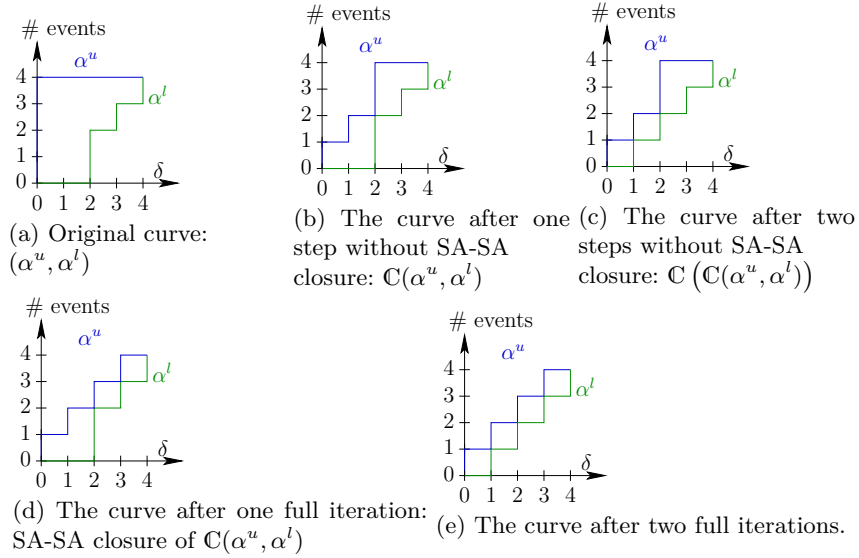 # events
α^u
4
3
2
1
0
α^l
δ
0 1 2 3 4
(a) Original curve:
(α^u, α^l)
# events
α^u
4
3
2
1
0
α^l
δ
0 1 2 3 4
(b) The curve after one
step without SA-SA
closure: ℂ(α^u, α^l)
# events
α^u
4
3
2
1
0
α^l
δ
0 1 2 3 4
(c) The curve after two
steps without SA-SA
closure: ℂ(ℂ(α^u, α^l))
# events
α^u
4
3
2
1
0
α^l
δ
0 1 2 3 4
(d) The curve after one full iteration:
SA-SA closure of ℂ(α^u, α^l)
# events
α^u
4
3
2
1
0
α^l
δ
0 1 2 3 4
(e) The curve after two full iterations.